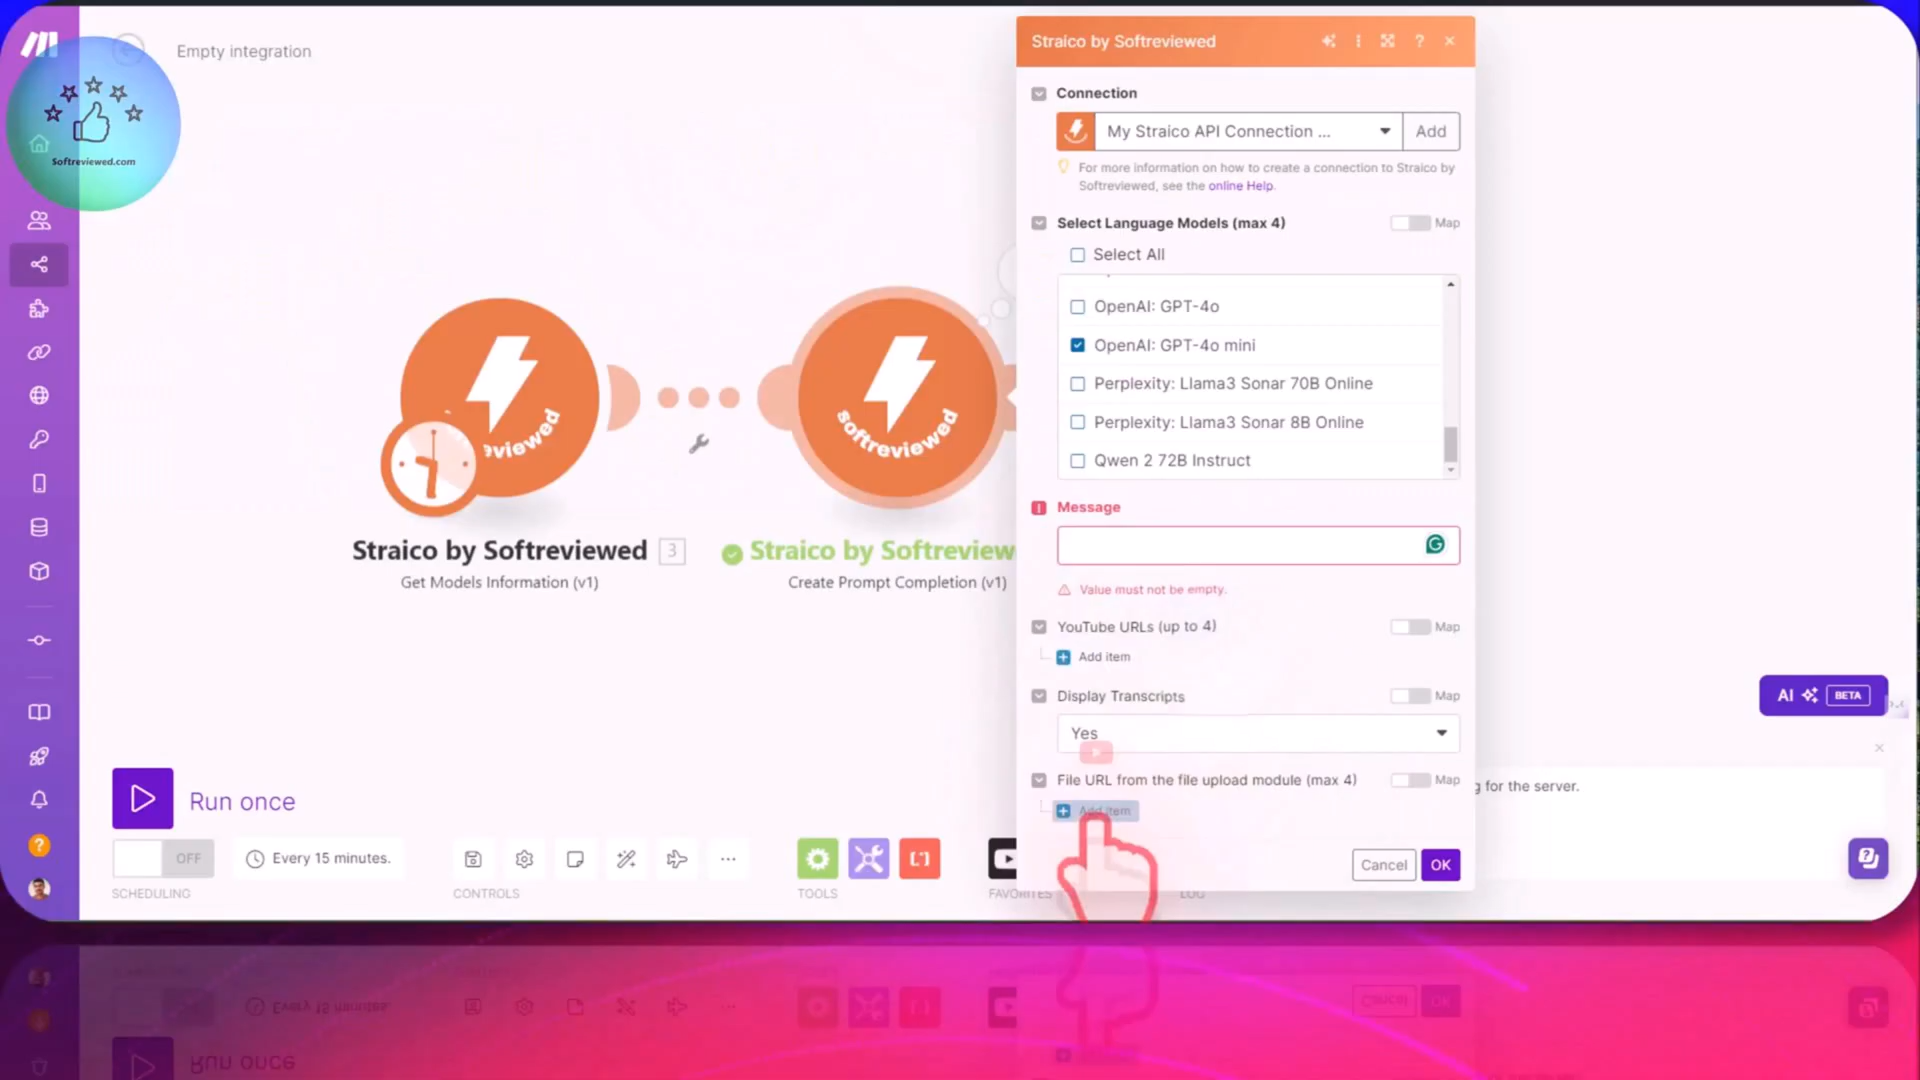 Empty integration
Softreviewed.com
Straico by Softreviewed
Connection
My Straico API Connection ...
Add
For more information on how to create a connection to Straico by
Softreviewed, see the online Help.
Select Language Models (max 4)
Map
Select All
OpenAI: GPT-4o
OpenAI: GPT-4o mini
Perplexity: Llama3 Sonar 70B Online
Perplexity: Llama3 Sonar 8B Online
Qwen 2 72B Instruct
Message
Value must not be empty.
YouTube URLs (up to 4)
Map
Add item
Display Transcripts
Map
Yes
File URL from the file upload module (max 4)
Map
Add item
Cancel
OK
softreviewed
Straico by Softreviewed
3
Get Models Information (v1)
Straico by Softreview
Create Prompt Completion (v1)
AI
BETA
for the server.
Run once
OFF
Every 15 minutes.
SCHEDULING
CONTROLS
TOOLS
FAVORITES
LOG